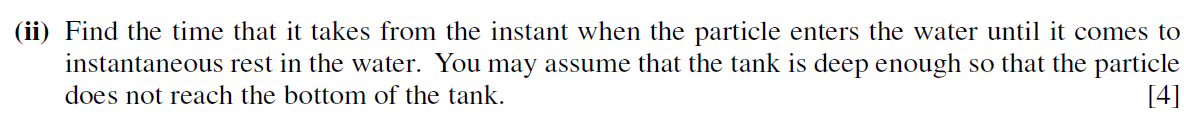 (ii) Find the time that it takes from the instant when the particle enters the water until it comes to
instantaneous rest in the water. You may assume that the tank is deep enough so that the particle
does not reach the bottom of the tank. [4]